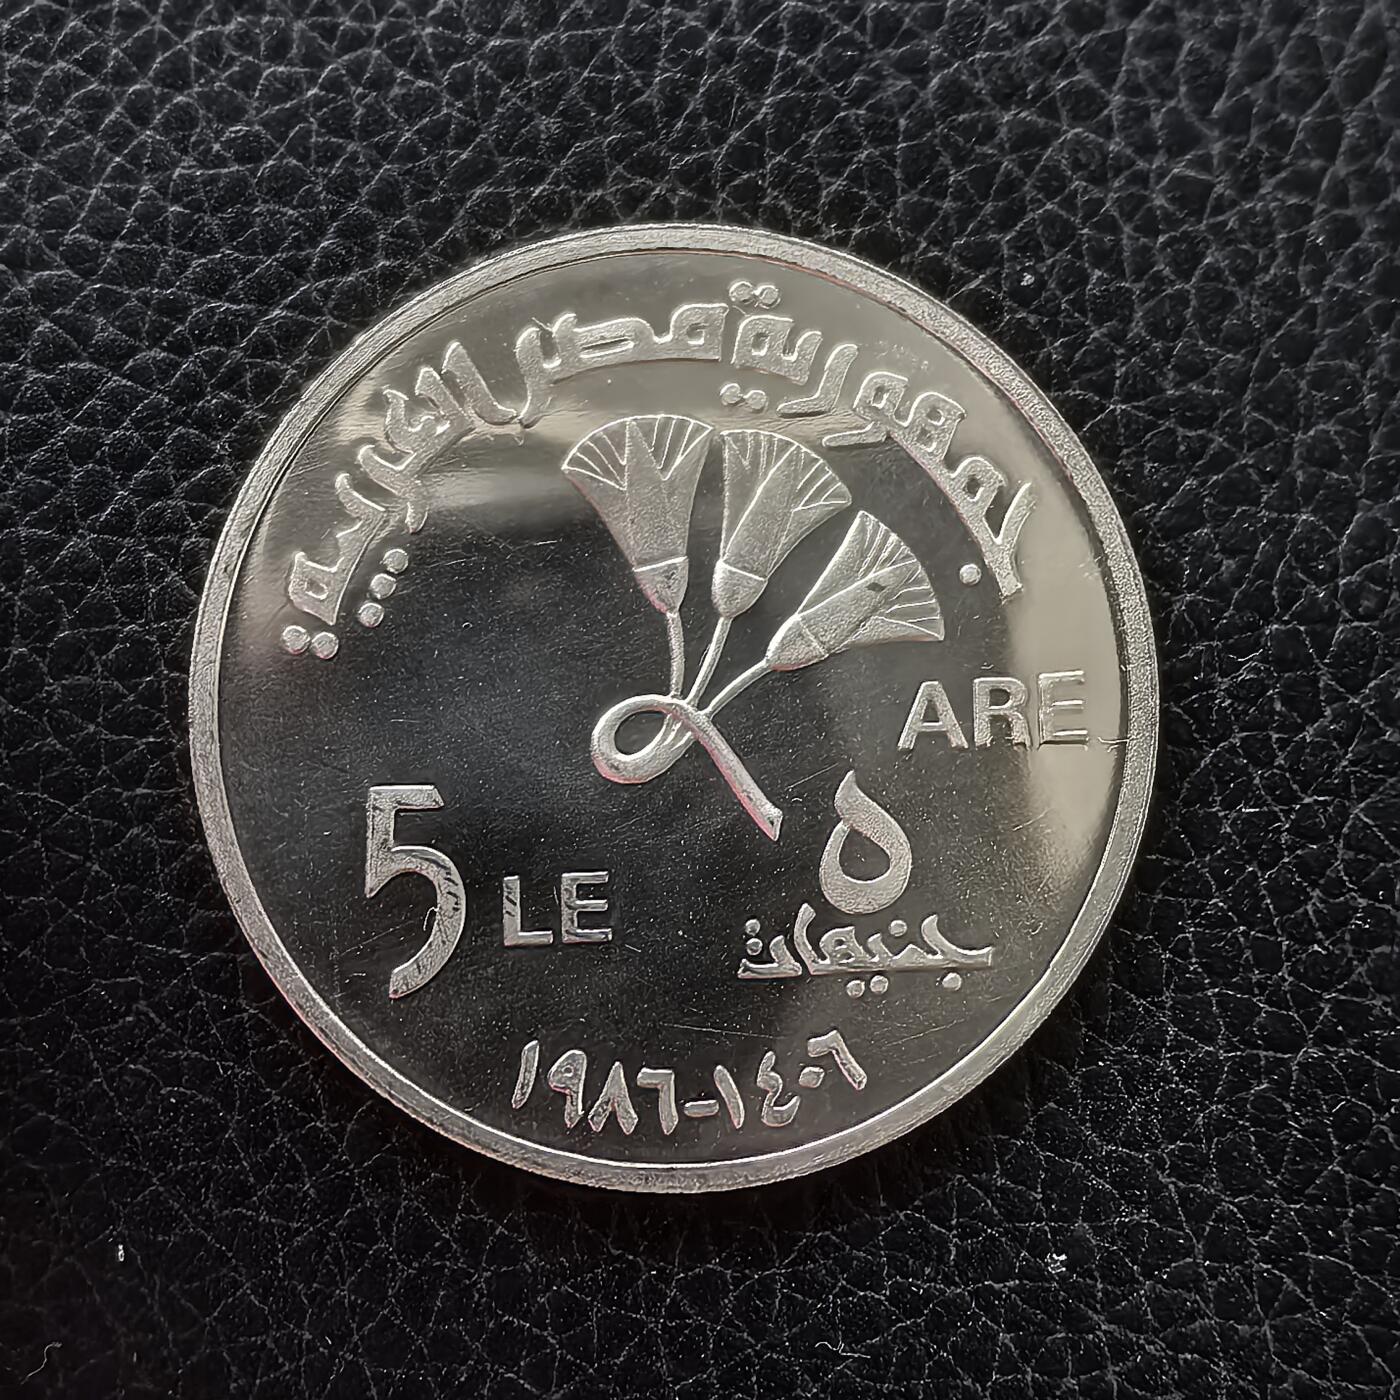 جمهورية مصر العربية
ARE
5 LE
٥
جنيهات
١٩٨٦-١٤٠٦